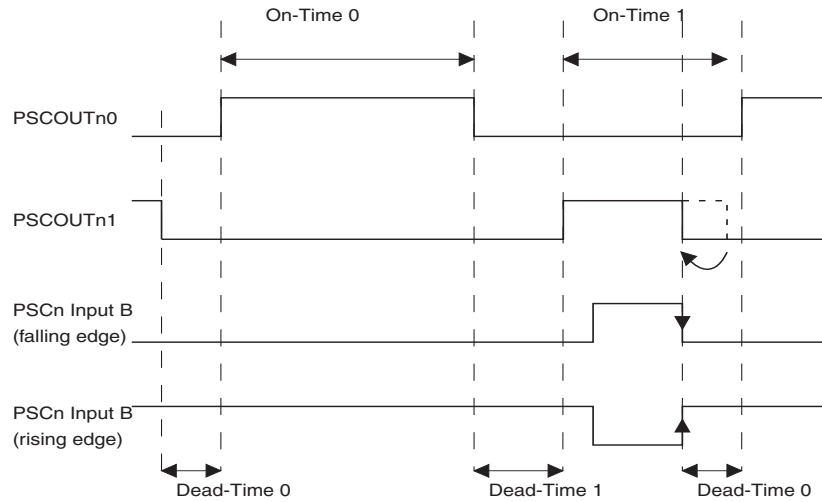 On-Time 0
On-Time 1
PSCOUTn0
PSCOUTn1
PSCn Input B
(falling edge)
PSCn Input B
(rising edge)
Dead-Time 0
Dead-Time 1
Dead-Time 0